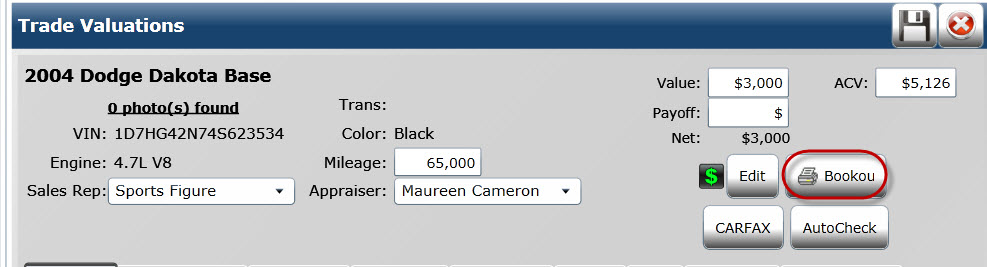 Trade Valuations
2004 Dodge Dakota Base
0 photo(s) found
Trans:
VIN: 1D7HG42N74S623534
Color: Black
Engine: 4.7L V8
Mileage: 65,000
Sales Rep: Sports Figure
Appraiser: Maureen Cameron
Value: $3,000
ACV: $5,126
Payoff: $
Net: $3,000
$ Edit Bookou
CARFAX AutoCheck